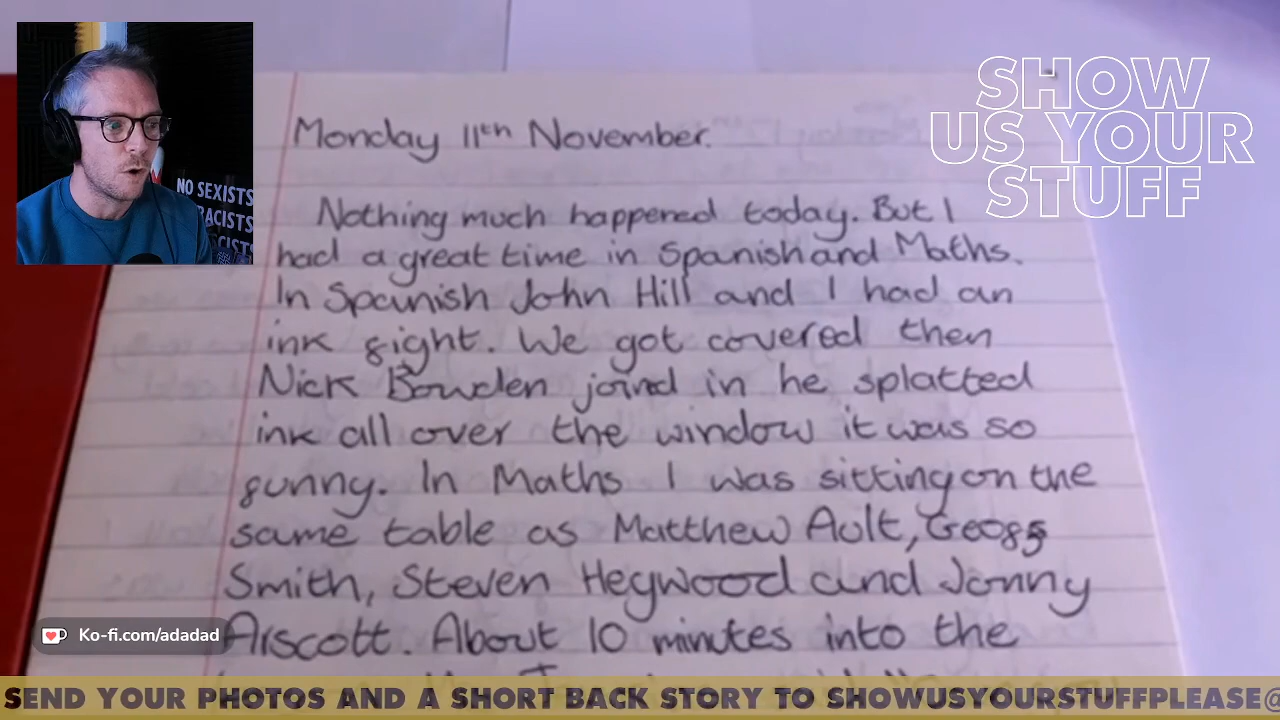 SHOW
US YOUR
STUFF
NO SEXISTS
Monday 11th November.
Nothing much happened today. But I
had a great time in Spanish and Maths.
In Spanish John Hill and I had an
ink fight. We got covered then
Nick Bowden joind in he splatted
ink all over the window it was so
funny. In Maths I was sitting on the
same table as Matthew Ault,
Smith, Steven Heywood and Jonny
Arscott. About 10 minutes into the
Ko-fi.com/adadad
SEND YOUR PHOTOS AND A SHORT BACK STORY TO SHOWUSYOURSTUFFPLEASE@